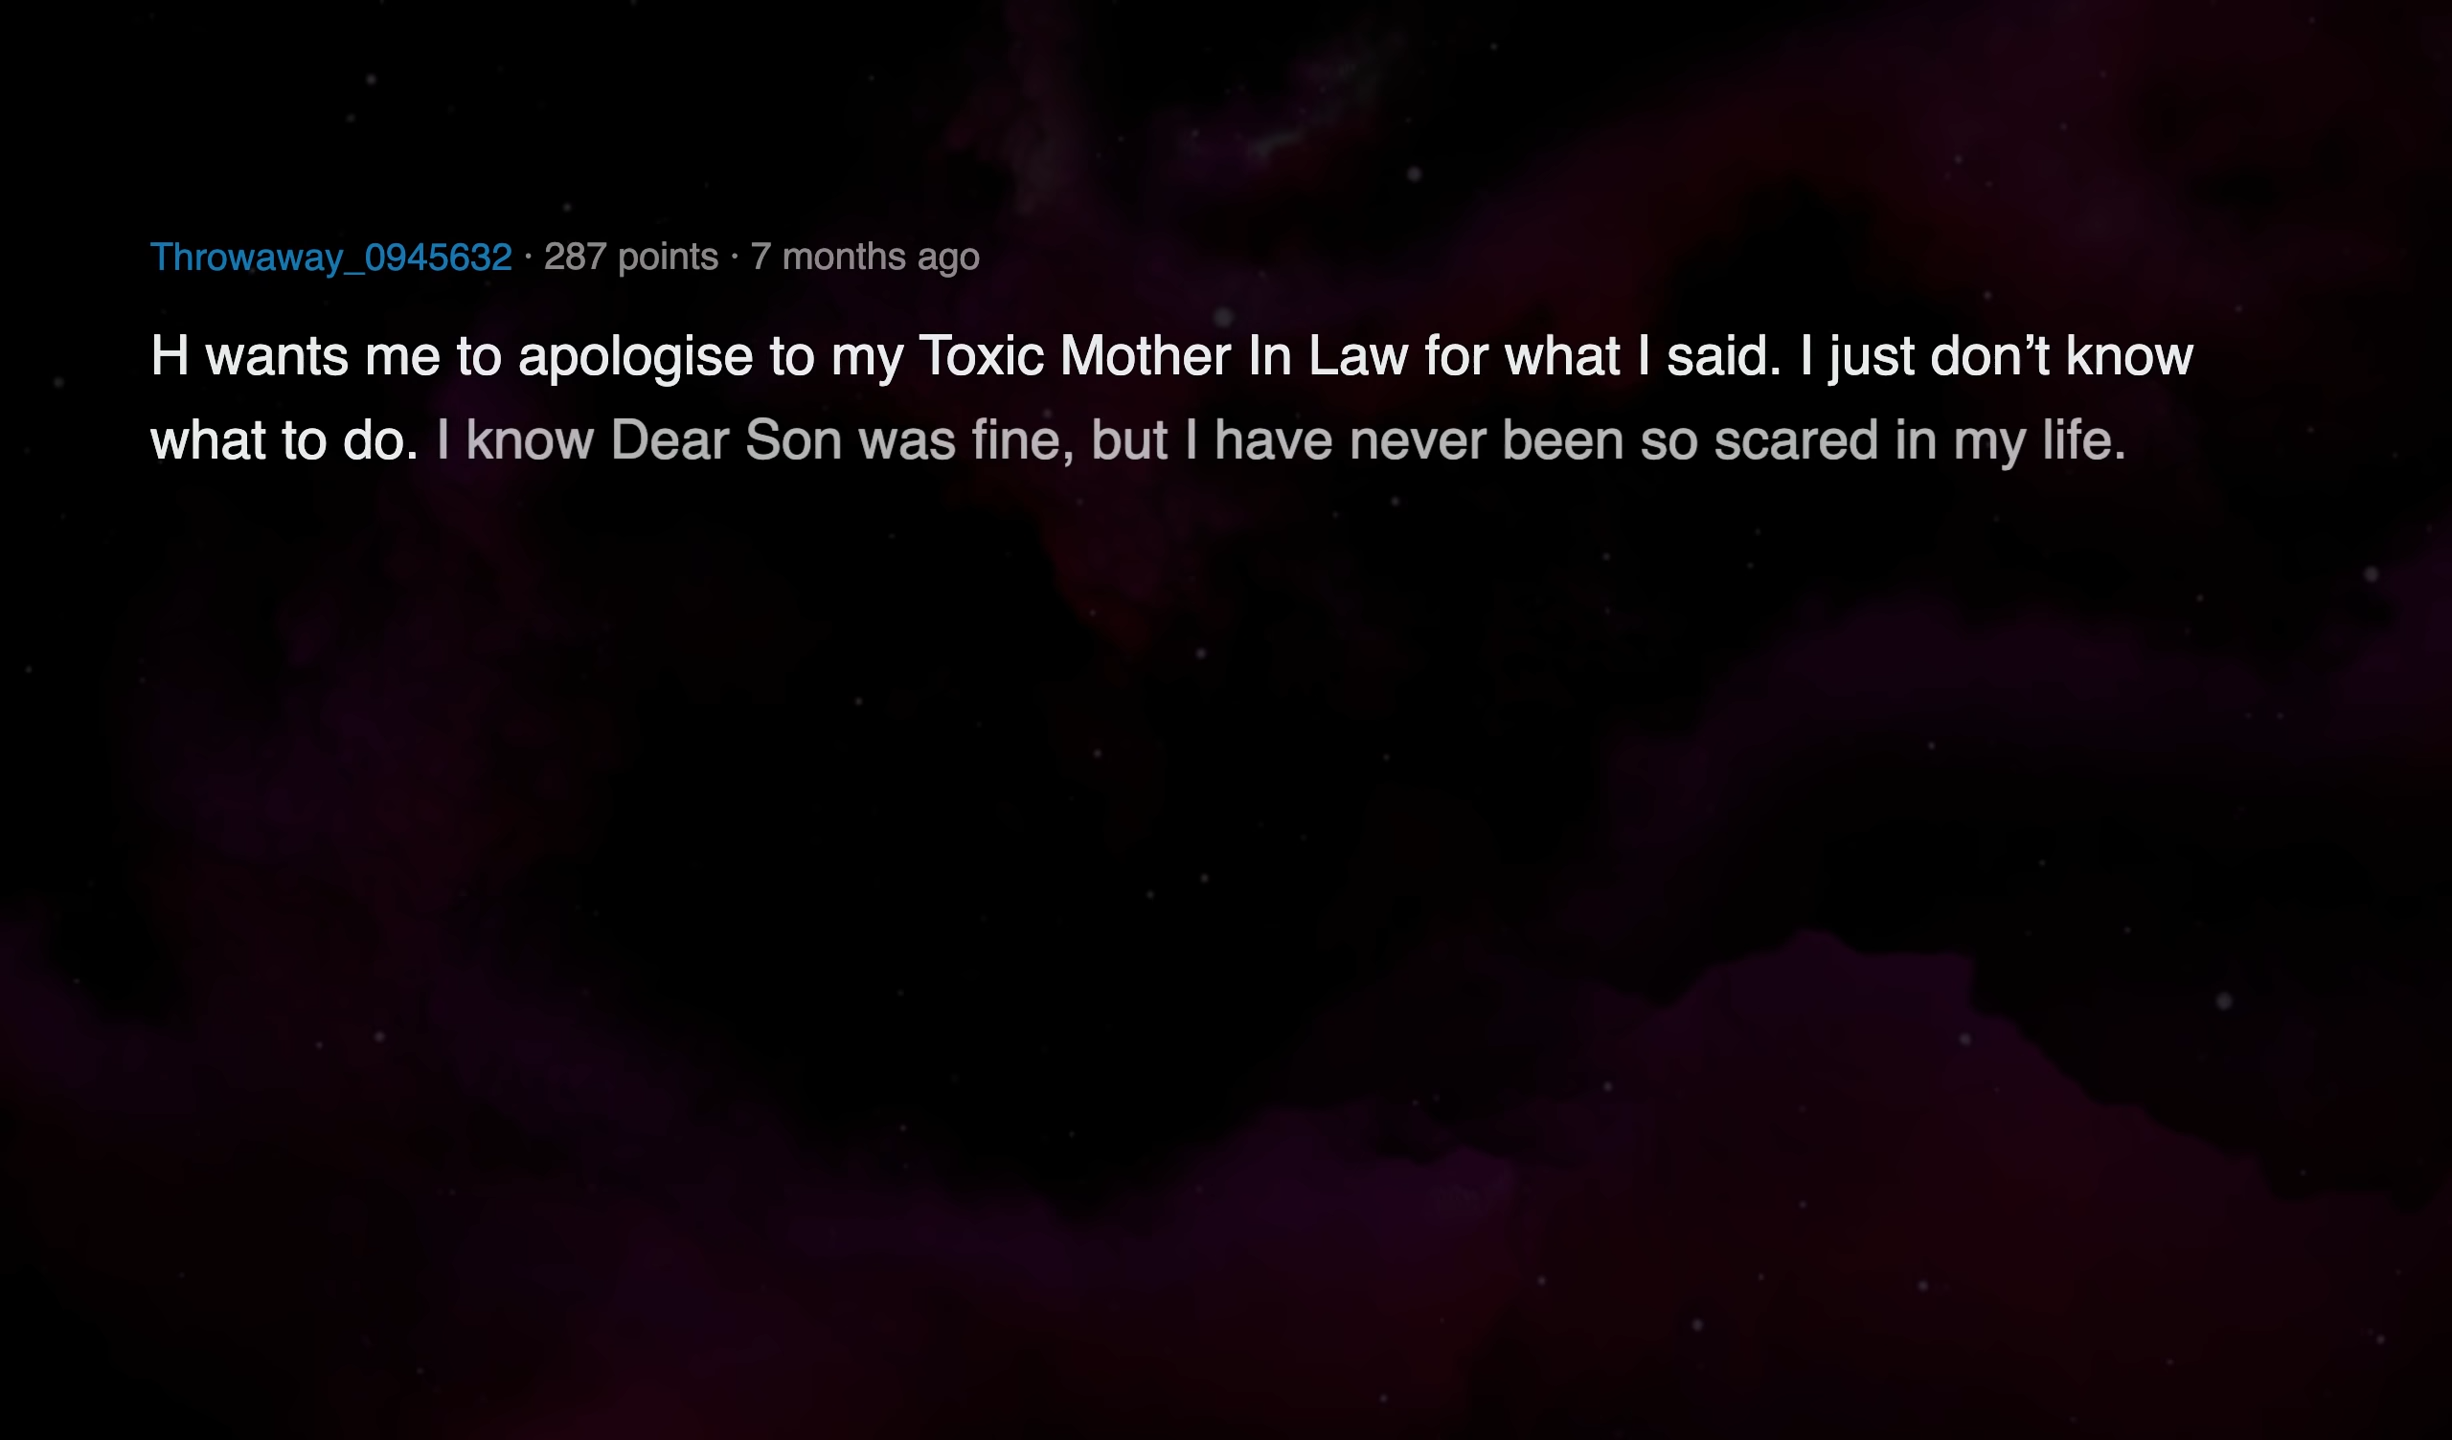 Throwaway_0945632 · 287 points · 7 months ago
H wants me to apologise to my Toxic Mother In Law for what I said. I just don’t know
what to do. I know Dear Son was fine, but I have never been so scared in my life.